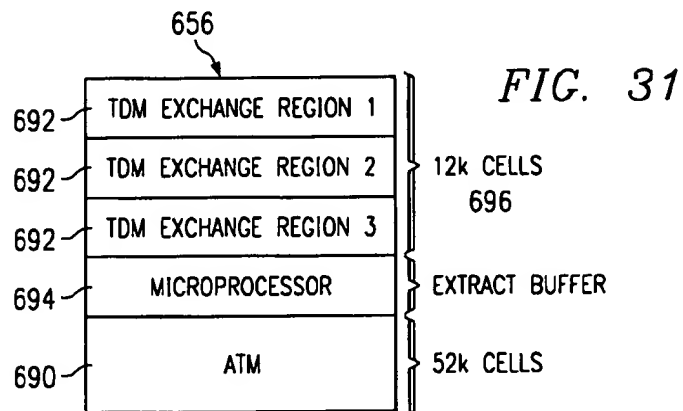 656
FIG. 31
692 TDM EXCHANGE REGION 1
692 TDM EXCHANGE REGION 2
12k CELLS
696
692 TDM EXCHANGE REGION 3
694 MICROPROCESSOR
EXTRACT BUFFER
690 ATM
52k CELLS